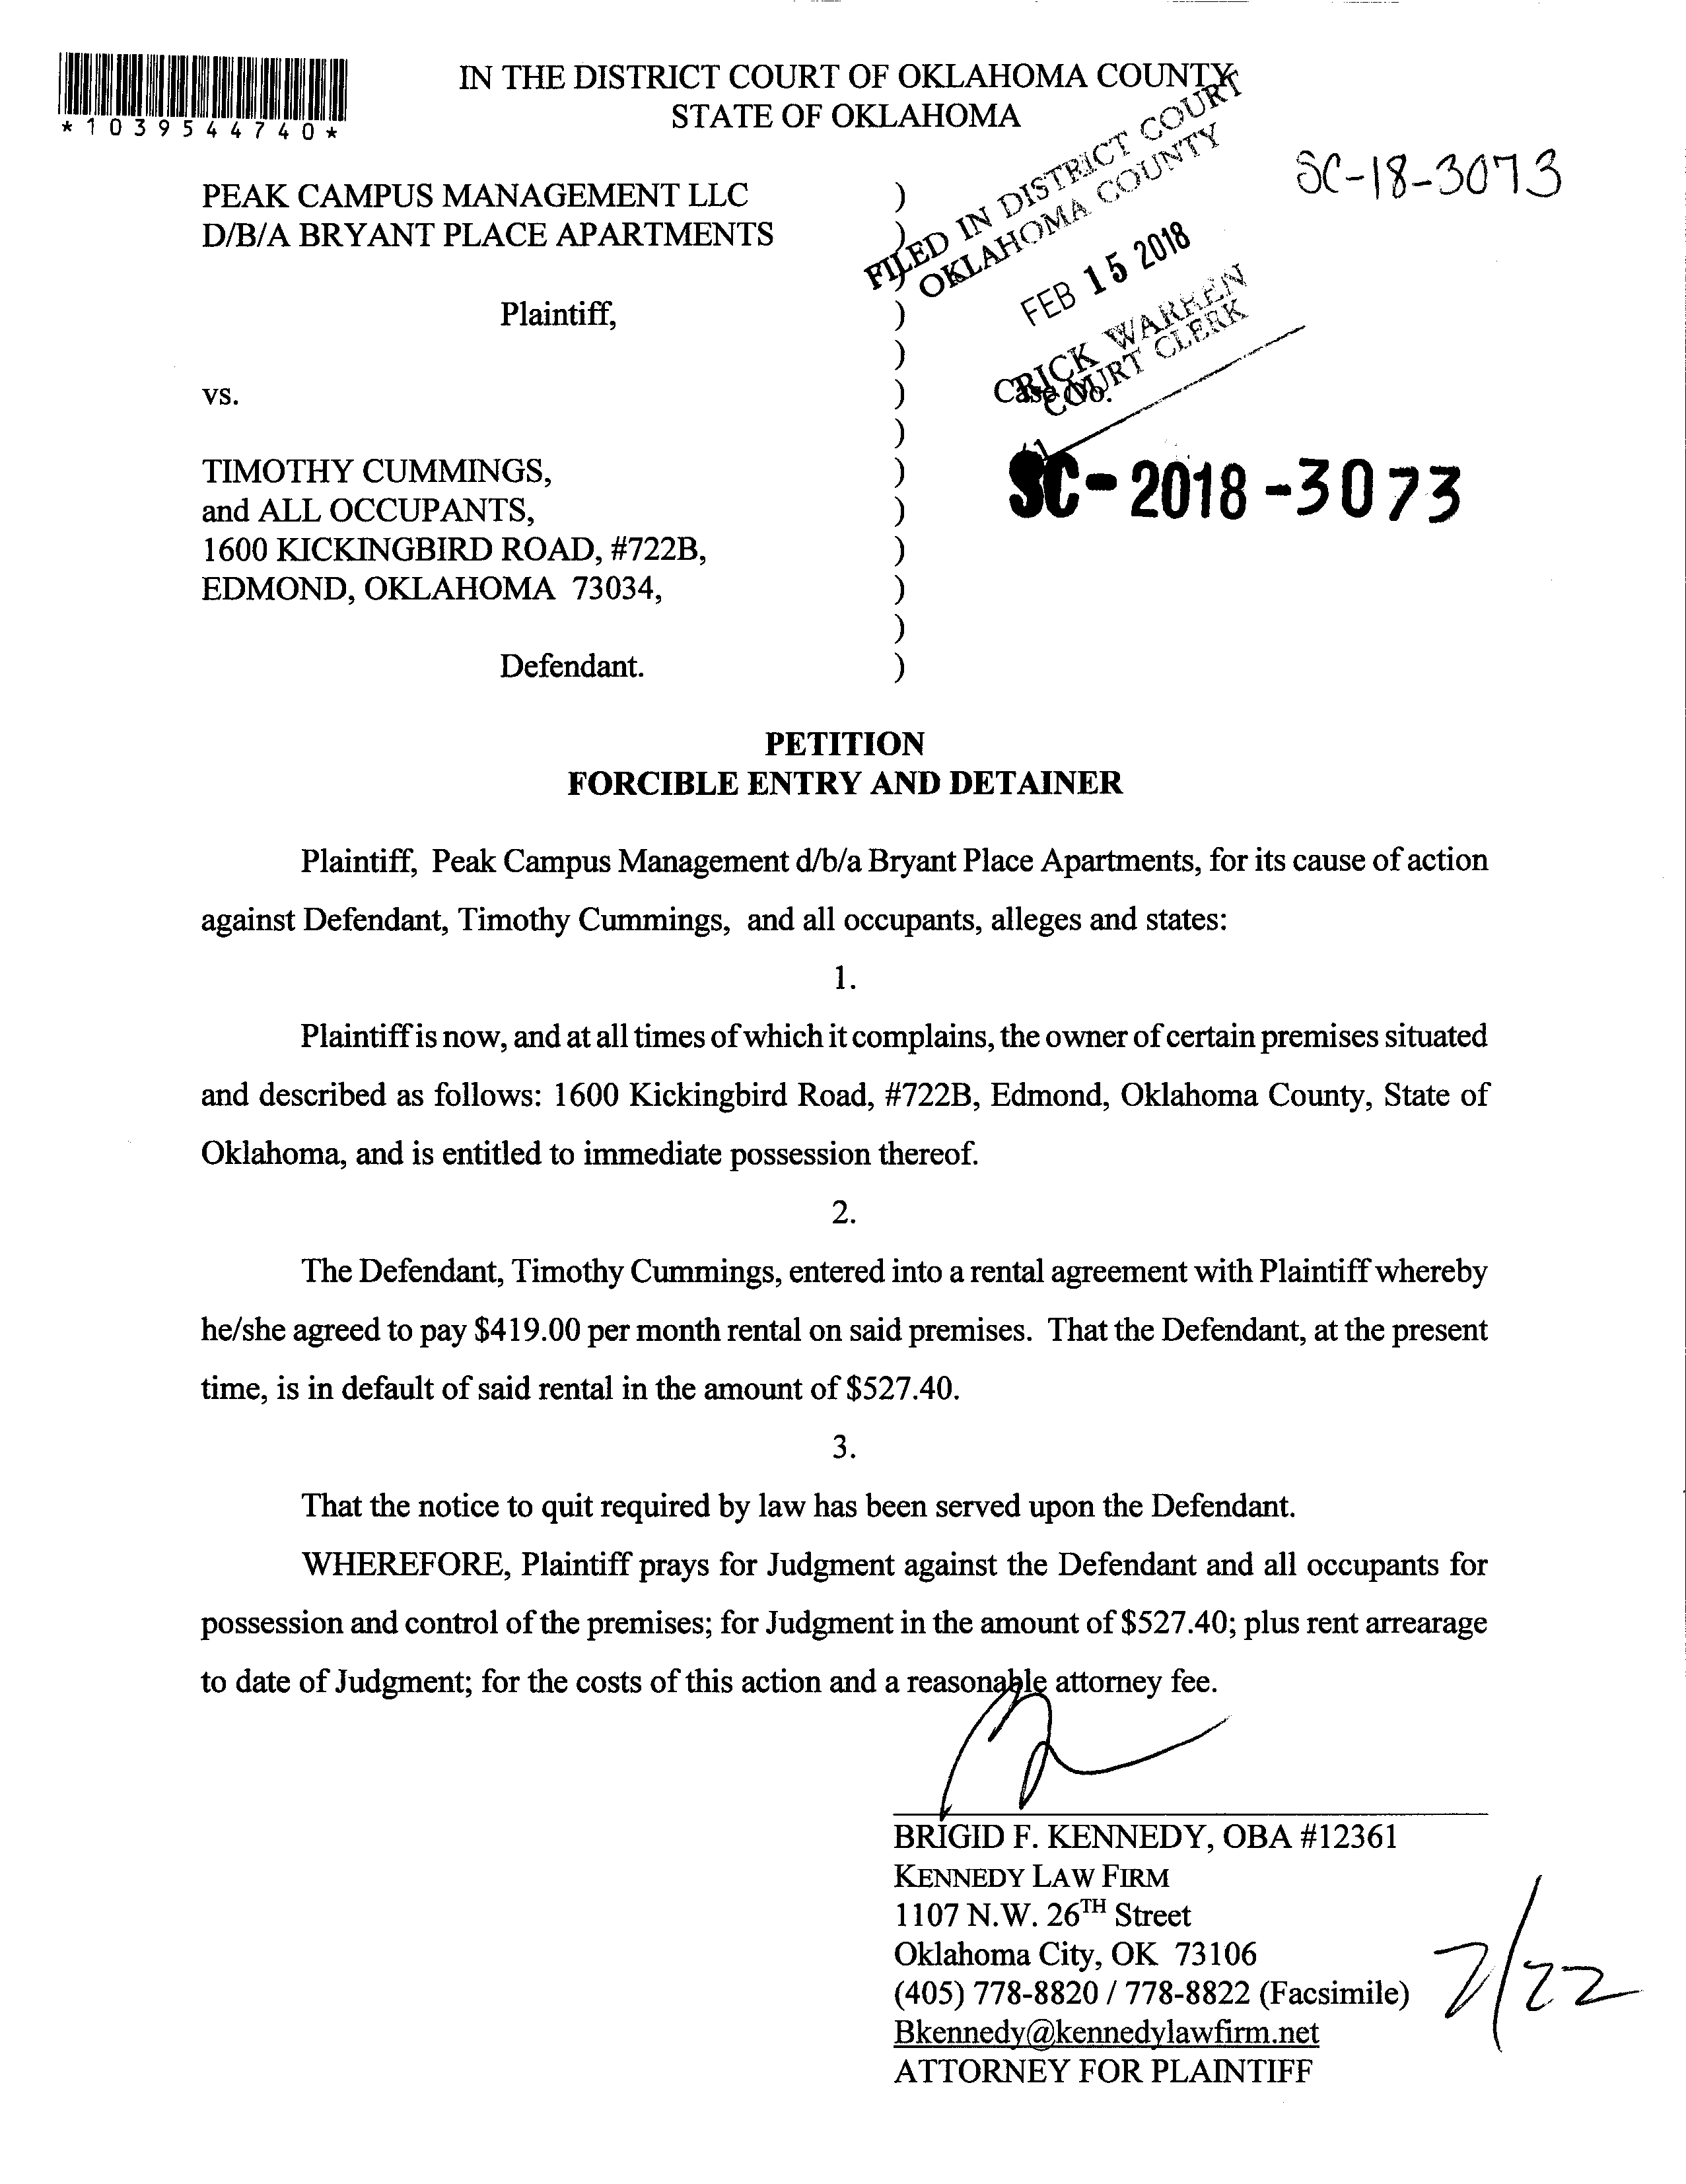 IN THE DISTRICT COURT OF OKLAHOMA COUNTY
STATE OF OKLAHOMA
*1039544740*
SC-18-3073
FILED IN DISTRICT COURT
OKLAHOMA COUNTY
FEB 15 2018
RICK WARREN
COURT CLERK
PEAK CAMPUS MANAGEMENT LLC )
D/B/A BRYANT PLACE APARTMENTS )
)
Plaintiff, )
)
vs. ) Case No.
)
TIMOTHY CUMMINGS, ) SC-2018-3073
and ALL OCCUPANTS, )
1600 KICKINGBIRD ROAD, #722B, )
EDMOND, OKLAHOMA 73034, )
)
Defendant. )
PETITION
FORCIBLE ENTRY AND DETAINER
Plaintiff, Peak Campus Management d/b/a Bryant Place Apartments, for its cause of action
against Defendant, Timothy Cummings, and all occupants, alleges and states:
1.
Plaintiff is now, and at all times of which it complains, the owner of certain premises situated
and described as follows: 1600 Kickingbird Road, #722B, Edmond, Oklahoma County, State of
Oklahoma, and is entitled to immediate possession thereof.
2.
The Defendant, Timothy Cummings, entered into a rental agreement with Plaintiff whereby
he/she agreed to pay $419.00 per month rental on said premises. That the Defendant, at the present
time, is in default of said rental in the amount of $527.40.
3.
That the notice to quit required by law has been served upon the Defendant.
WHEREFORE, Plaintiff prays for Judgment against the Defendant and all occupants for
possession and control of the premises; for Judgment in the amount of $527.40; plus rent arrearage
to date of Judgment; for the costs of this action and a reasonable attorney fee.
BRIGID F. KENNEDY, OBA #12361
KENNEDY LAW FIRM
1107 N.W. 26TH Street
Oklahoma City, OK 73106
(405) 778-8820 / 778-8822 (Facsimile)
Bkennedy@kennedylawfirm.net
ATTORNEY FOR PLAINTIFF